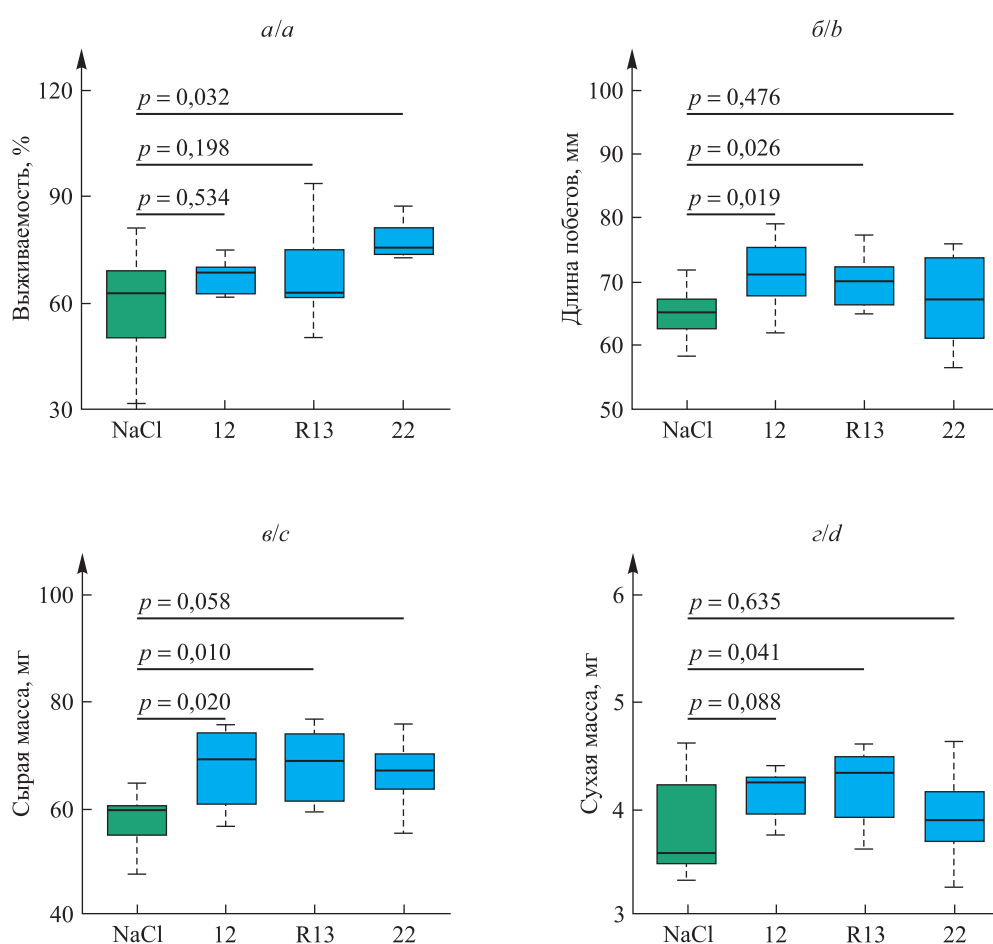 а/a
Выживаемость, %
120
90
60
30
p = 0,032
p = 0,198
p = 0,534
NaCl 12 R13 22
б/b
Длина побегов, мм
100
90
80
70
60
50
p = 0,476
p = 0,026
p = 0,019
NaCl 12 R13 22
в/c
Сырая масса, мг
100
80
60
40
p = 0,058
p = 0,010
p = 0,020
NaCl 12 R13 22
г/d
Сухая масса, мг
6
5
4
3
p = 0,635
p = 0,041
p = 0,088
NaCl 12 R13 22